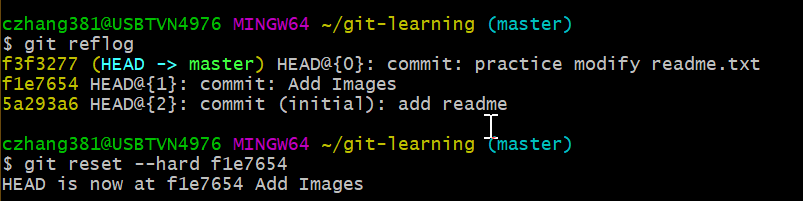 czhang381@USBTVN4976 MINGW64 ~/git-learning (master)
$ git reflog
f3f3277 (HEAD -> master) HEAD@{0}: commit: practice modify readme.txt
f1e7654 HEAD@{1}: commit: Add Images
5a293a6 HEAD@{2}: commit (initial): add readme
czhang381@USBTVN4976 MINGW64 ~/git-learning (master)
$ git reset --hard f1e7654
HEAD is now at f1e7654 Add Images